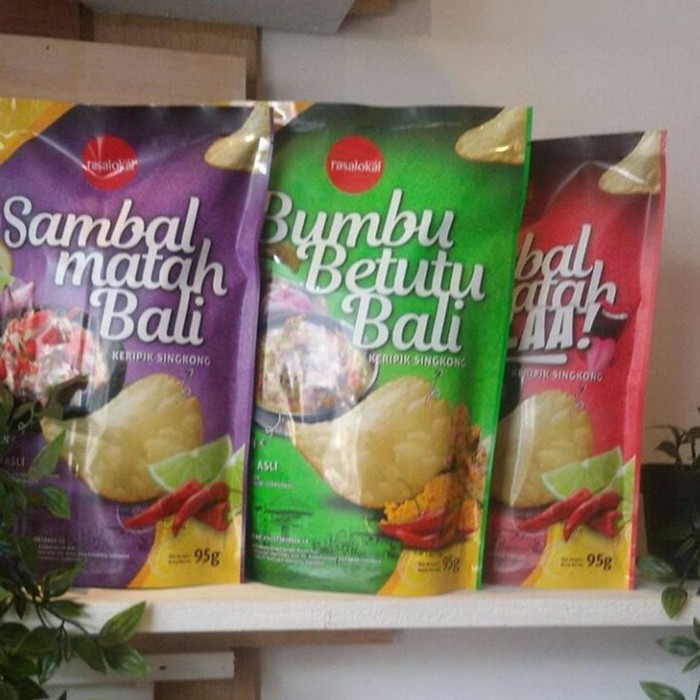 rasalokal
Sambal
matah
Bali
KERIPIK SINGKONG
95g
rasalokal
Bumbu
Betutu
Bali
KERIPIK SINGKONG
ASLI
95g
bal
atah
AA!
KERIPIK SINGKONG
95g